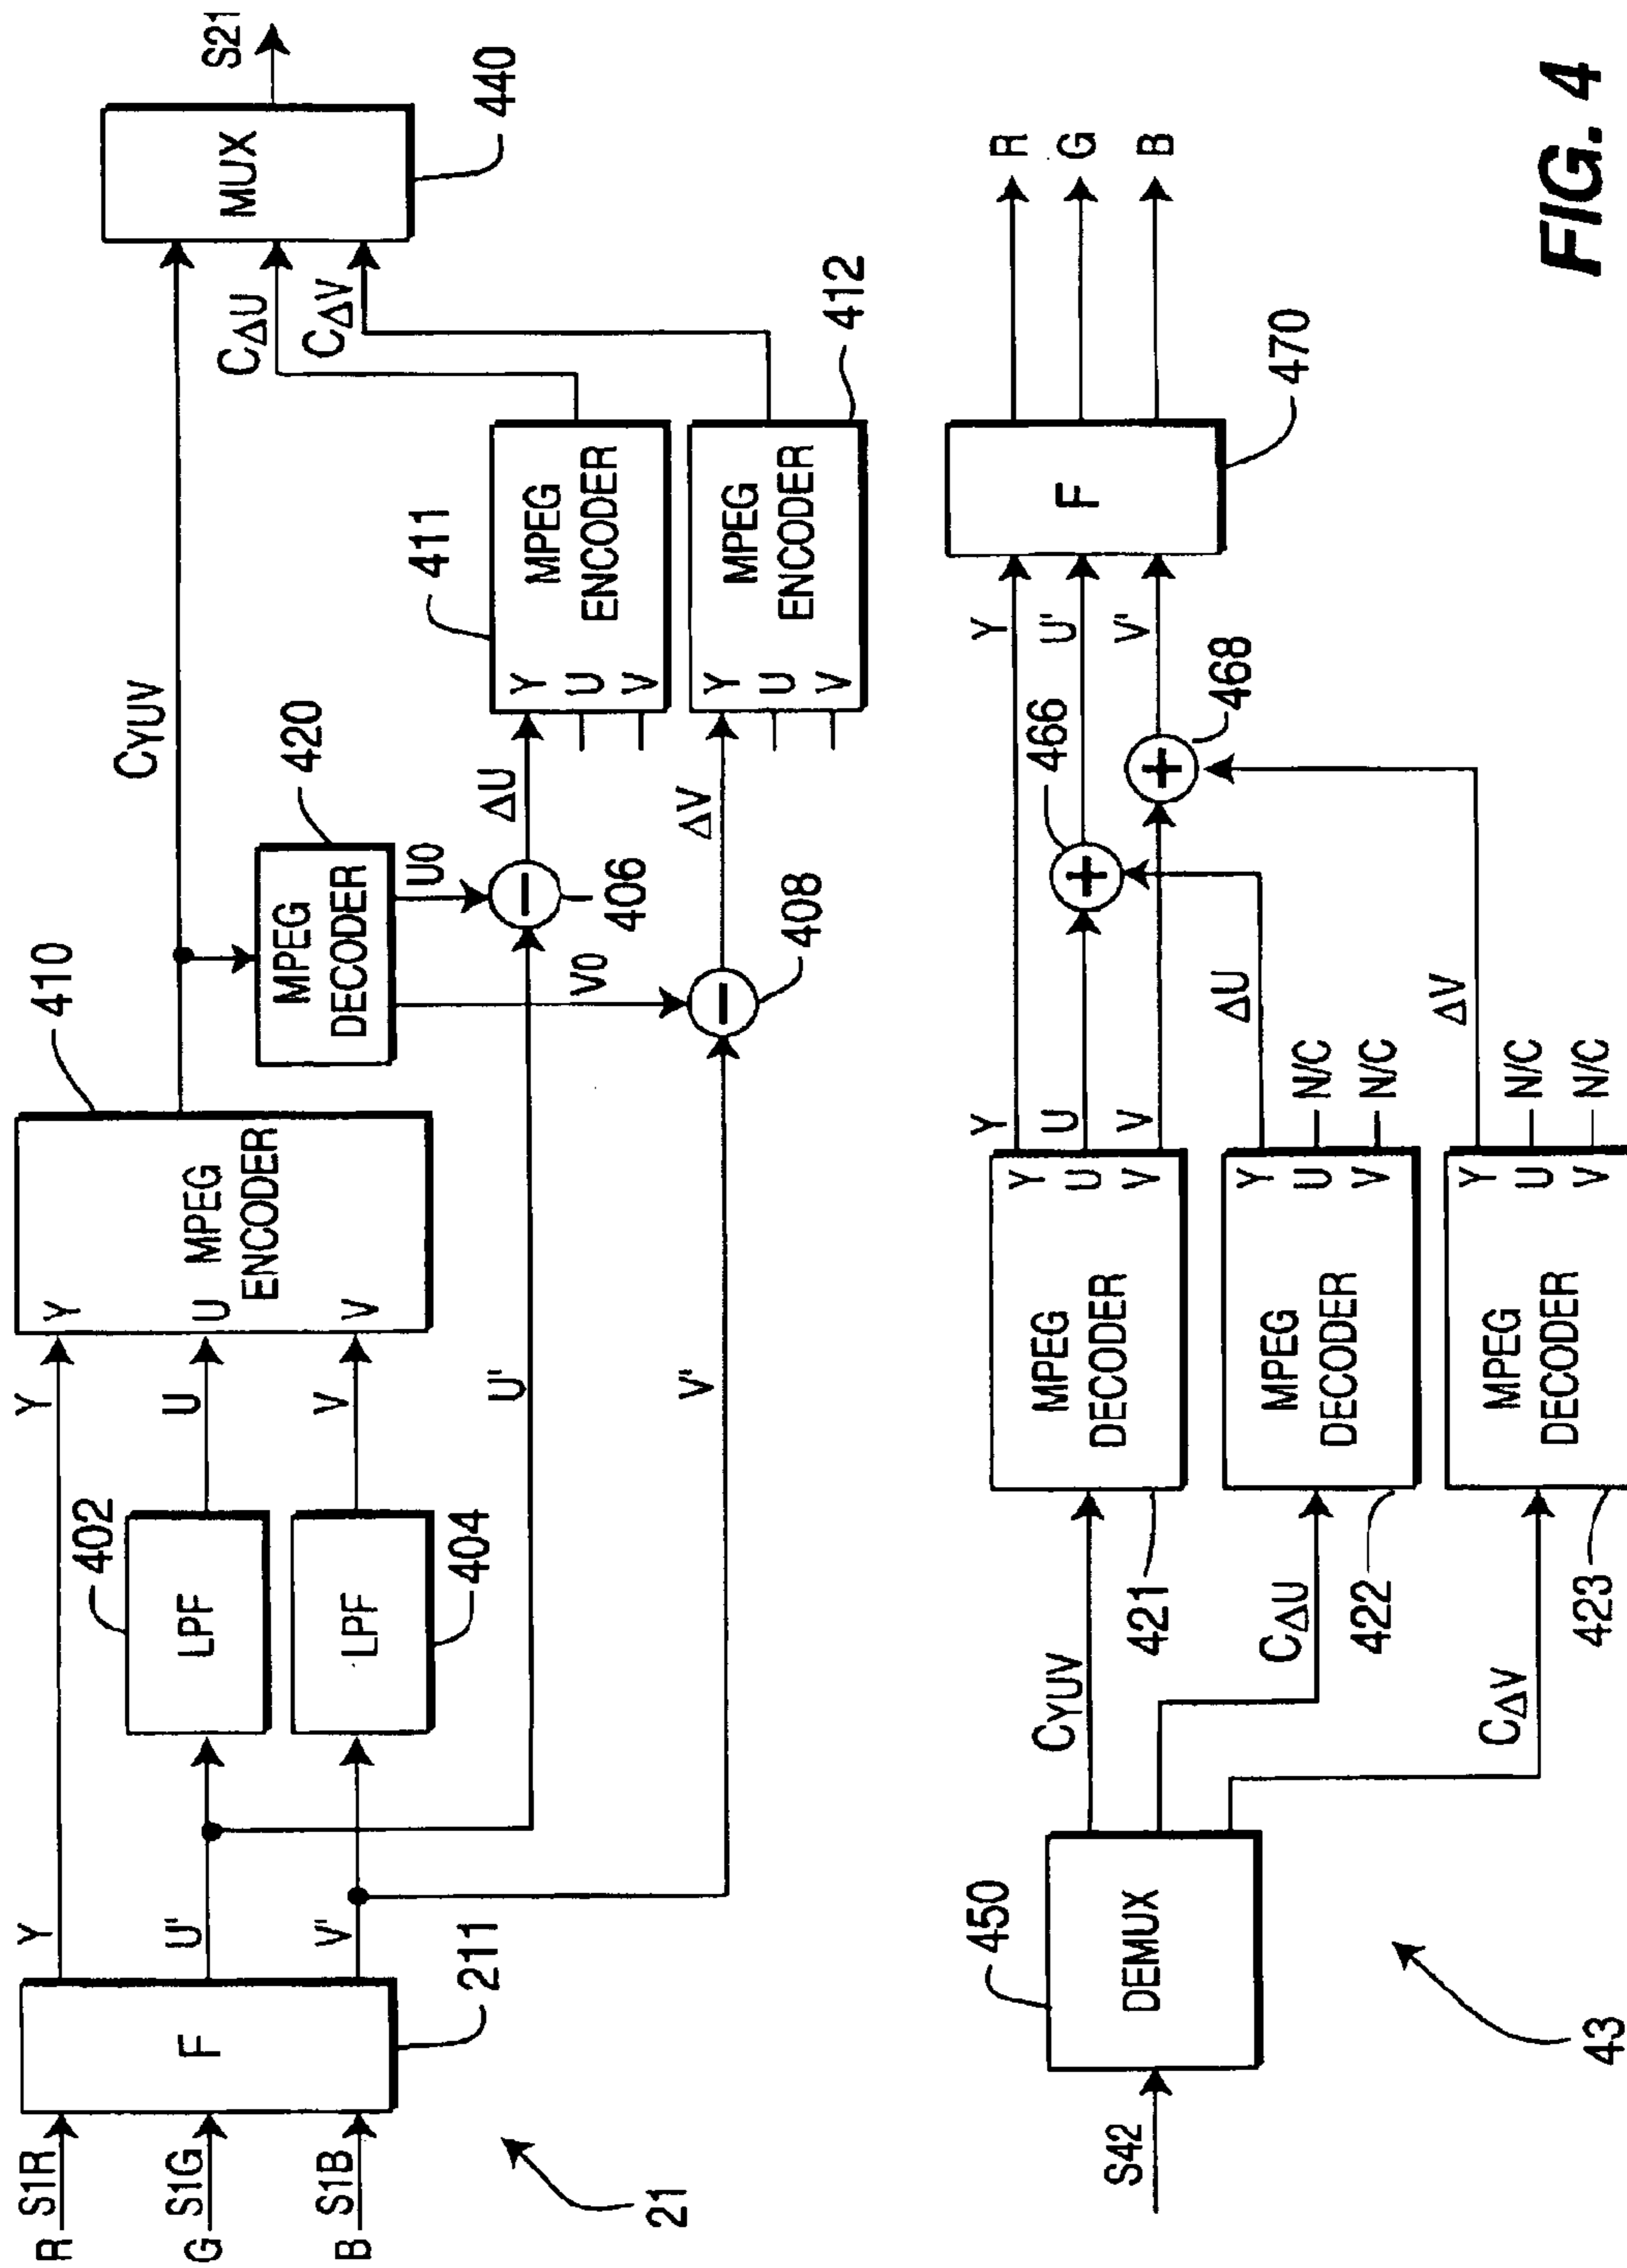 R S1R
G S1G
B S1B
F
211
21
Y
U'
V'
LPF
402
LPF
404
Y
U
V
U'
V'
Y
U
V
MPEG
ENCODER
410
CYUV
MPEG
DECODER
420
U0
V0
406
408
ΔU
ΔV
411
Y
U
V
MPEG
ENCODER
Y
U
V
MPEG
ENCODER
412
CΔU
CΔV
MUX
440
S21
S42
DEMUX
450
43
CYUV
CΔU
CΔV
MPEG
DECODER
Y
U
V
421
MPEG
DECODER
Y
U
V
422
MPEG
DECODER
Y
U
V
423
Y
U
V
N/C
N/C
N/C
N/C
ΔU
ΔV
+
466
+
468
Y
U'
V'
F
470
R
G
B
FIG. 4